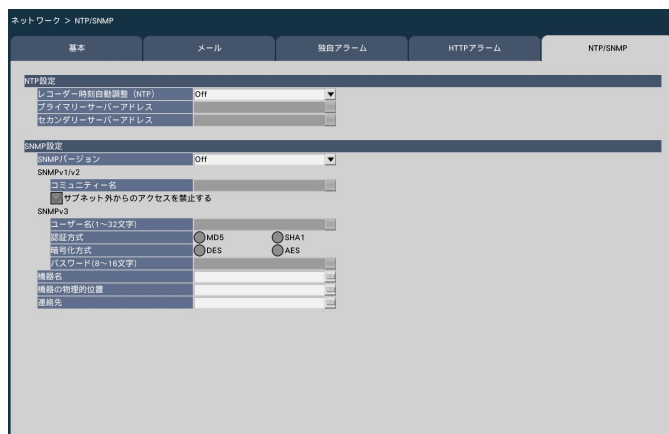 ネットワーク > NTP/SNMP
基本 メール 独自アラーム HTTPアラーム NTP/SNMP
NTP設定
レコーダー時刻自動調整（NTP） Off
プライマリーサーバーアドレス
セカンダリーサーバーアドレス
SNMP設定
SNMPバージョン Off
SNMPv1/v2
コミュニティー名
サブネット外からのアクセスを禁止する
SNMPv3
ユーザー名(1～32文字)
認証方式 MD5 SHA1
暗号化方式 DES AES
パスワード(8～16文字)
機器名
機器の物理的位置
連絡先